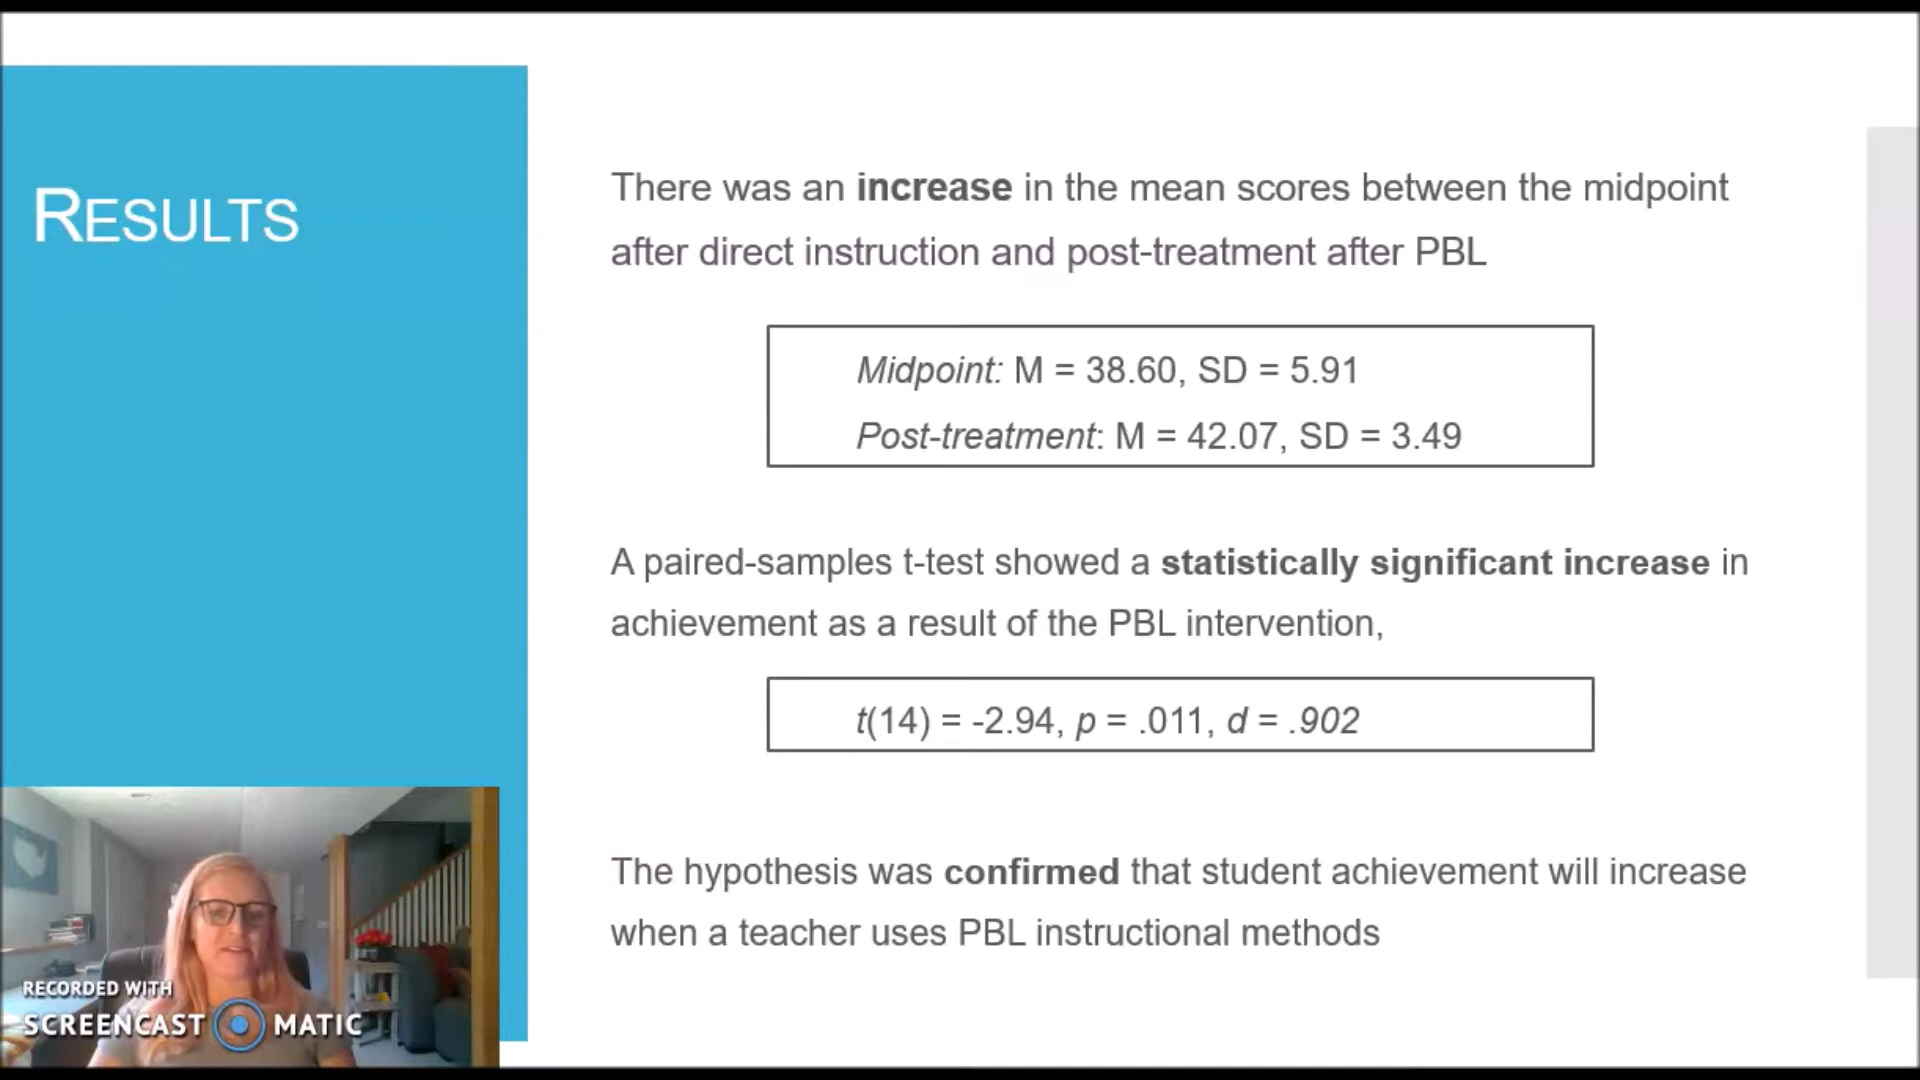 RESULTS
There was an increase in the mean scores between the midpoint
after direct instruction and post-treatment after PBL
Midpoint: M = 38.60, SD = 5.91
Post-treatment: M = 42.07, SD = 3.49
A paired-samples t-test showed a statistically significant increase in
achievement as a result of the PBL intervention,
t(14) = -2.94, p = .011, d = .902
The hypothesis was confirmed that student achievement will increase
when a teacher uses PBL instructional methods
RECORDED WITH
SCREENCAST MATIC